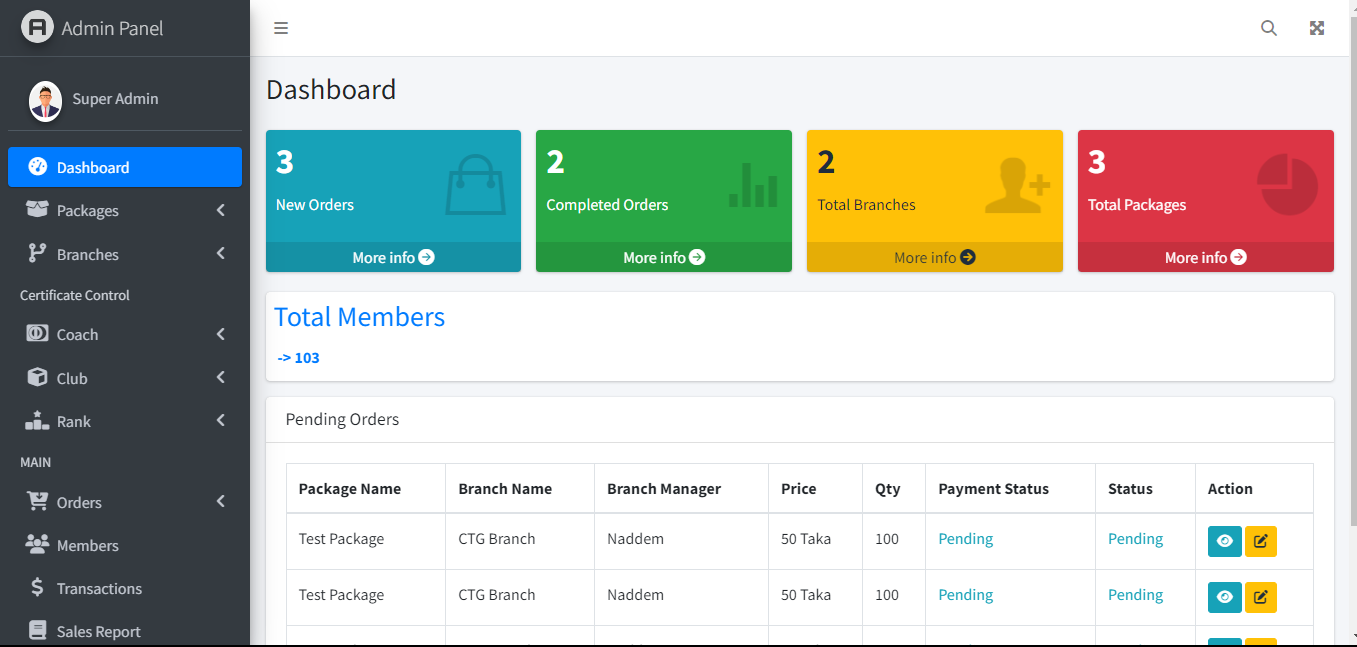 Admin Panel
Super Admin
Dashboard
Packages
Branches
Certificate Control
Coach
Club
Rank
MAIN
Orders
Members
Transactions
Sales Report
Dashboard
3
New Orders
More info
2
Completed Orders
More info
2
Total Branches
More info
3
Total Packages
More info
Total Members
-> 103
Pending Orders
Package Name Branch Name Branch Manager Price Qty Payment Status Status Action
Test Package CTG Branch Naddem 50 Taka 100 Pending Pending
Test Package CTG Branch Naddem 50 Taka 100 Pending Pending